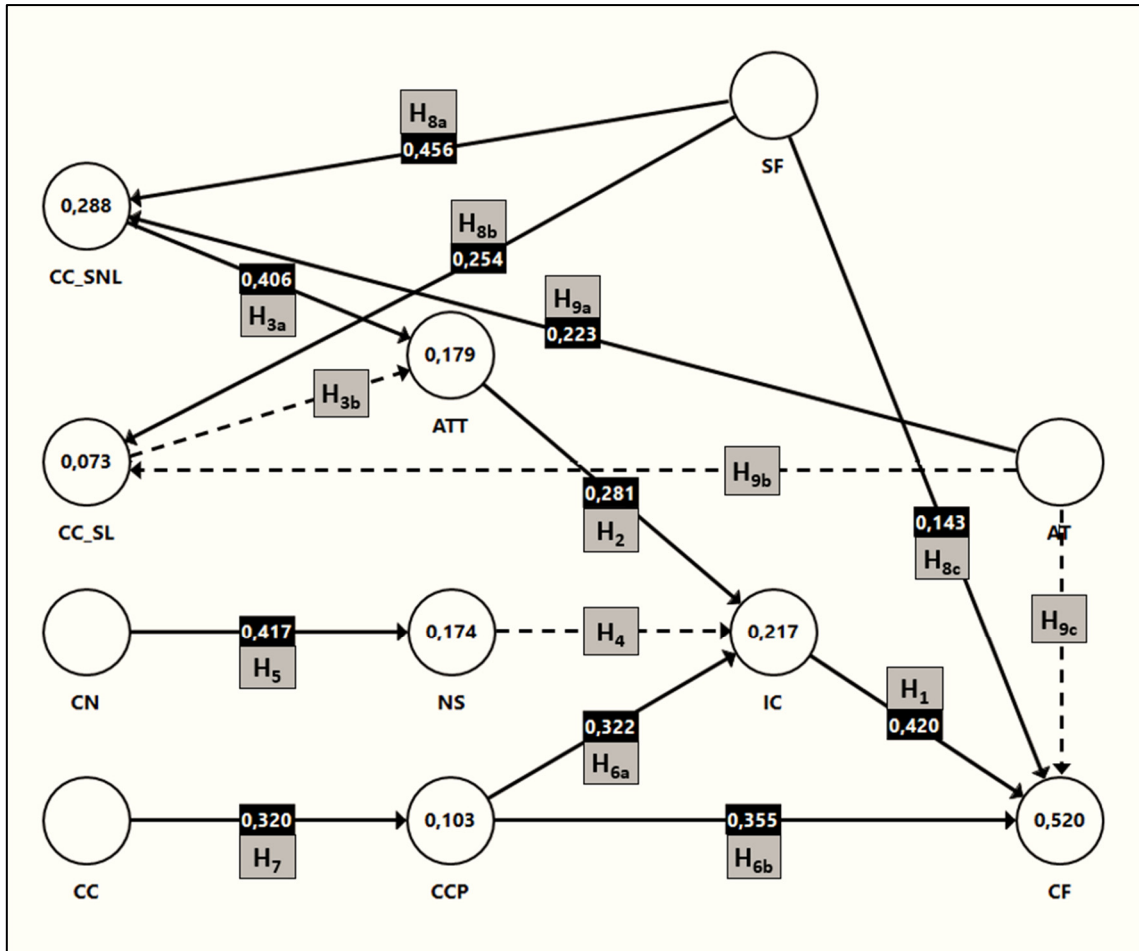 SF
H8a
0,456
0,288
CC_SNL
H8b
0,254
0,406
H3a
H9a
0,223
0,179
ATT
H3b
0,073
CC_SL
H9b
AT
0,281
H2
0,143
H8c
H9c
CN
0,417
H5
0,174
NS
H4
0,217
IC
H1
0,420
0,322
H6a
CC
0,320
H7
0,103
CCP
0,355
H6b
0,520
CF